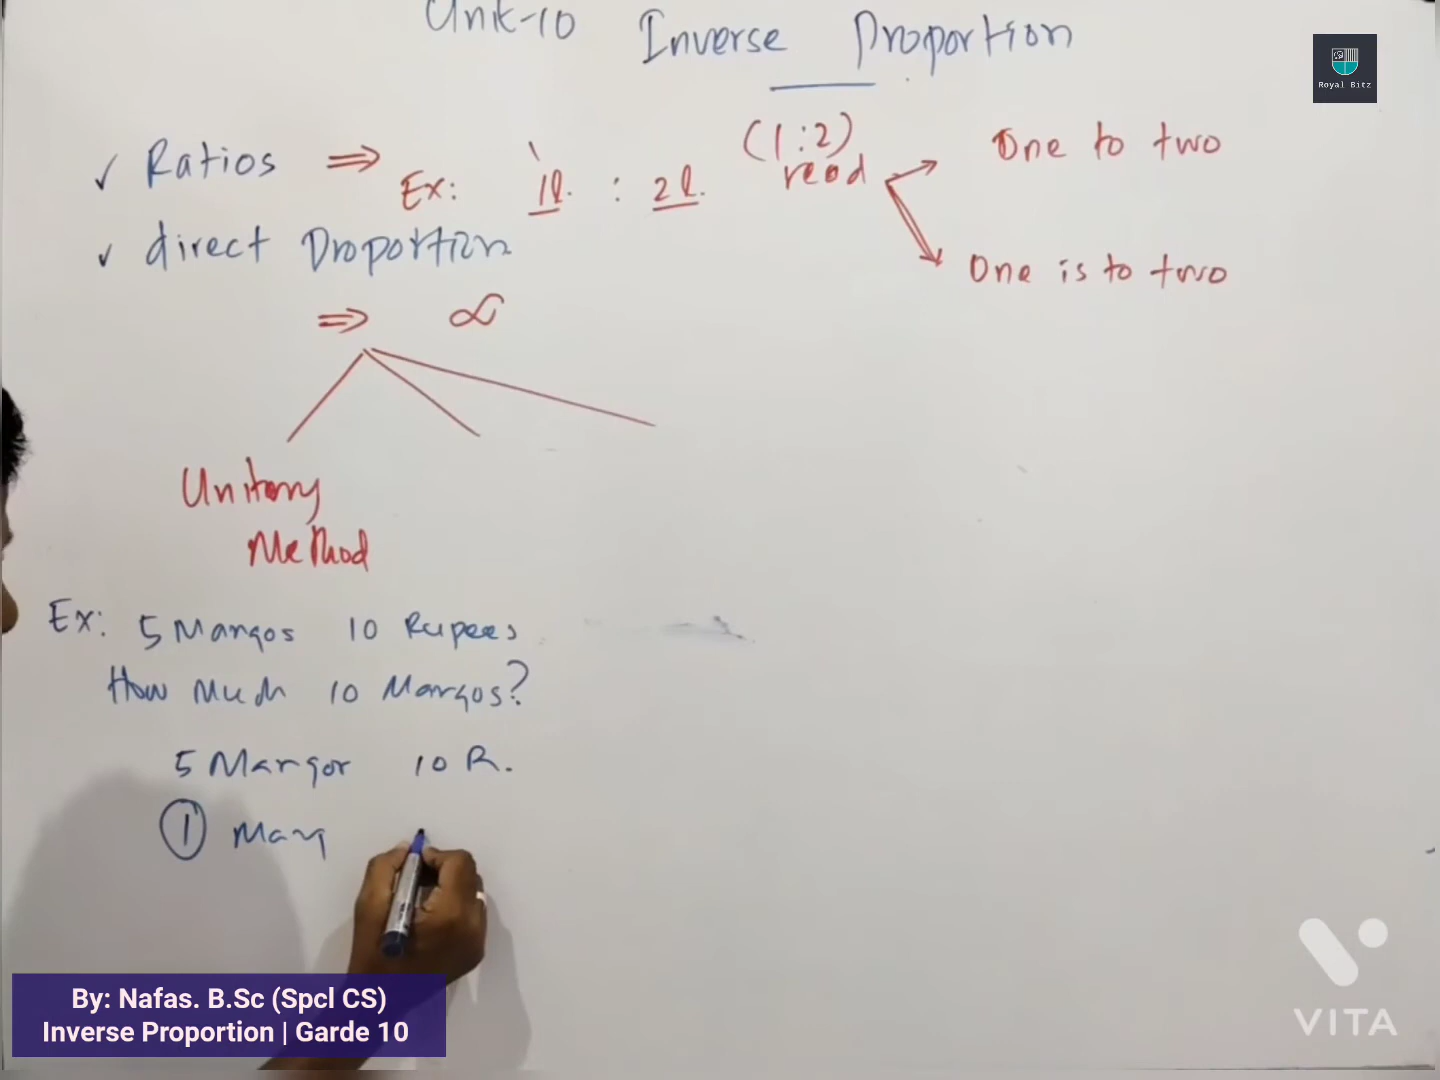 Unit-10 Inverse Proportion
Royal Bitz
✓ Ratios ⇒ Ex: 1l. : 2l. (1:2) read One to two
One is to two
✓ direct Proportion
⇒ ∝
Unitary
Method
Ex: 5 Mangos 10 Rupees
How Much 10 Mangos?
5 Mangos 10 R.
① Mang
By: Nafas. B.Sc (Spcl CS)
Inverse Proportion | Garde 10
VITA